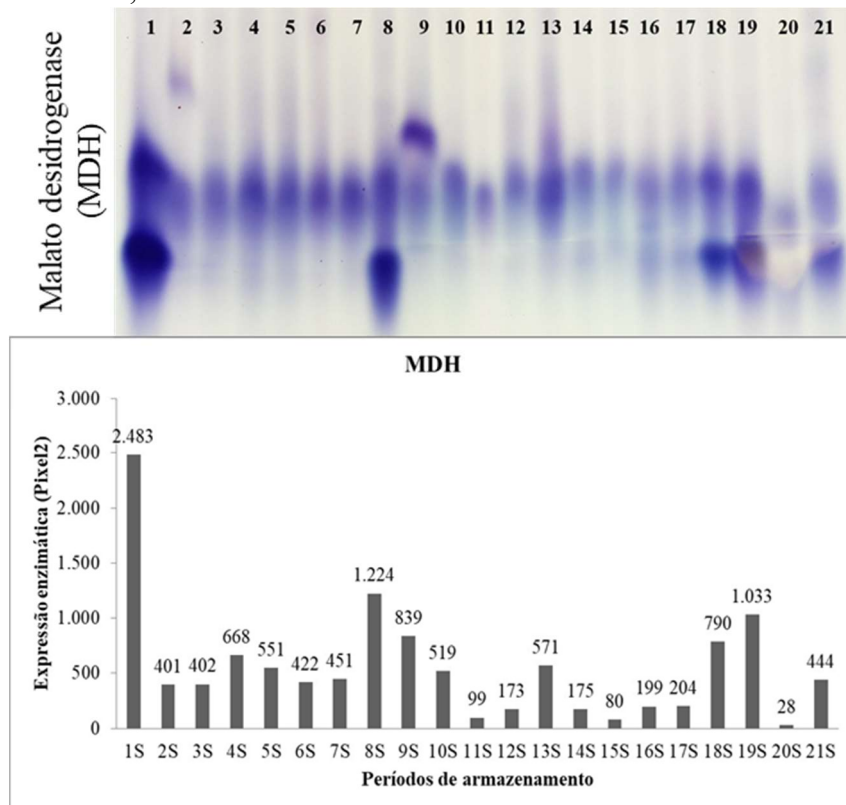 1 2 3 4 5 6 7 8 9 10 11 12 13 14 15 16 17 18 19 20 21
Malato desidrogenase
(MDH)
MDH
Expressão enzimática (Pixel2)
3.000
2.500
2.000
1.500
1.000
500
0
2.483 401 402 668 551 422 451 1.224 839 519 99 173 571 175 80 199 204 790 1.033 28 444
1S 2S 3S 4S 5S 6S 7S 8S 9S 10S 11S 12S 13S 14S 15S 16S 17S 18S 19S 20S 21S
Períodos de armazenamento